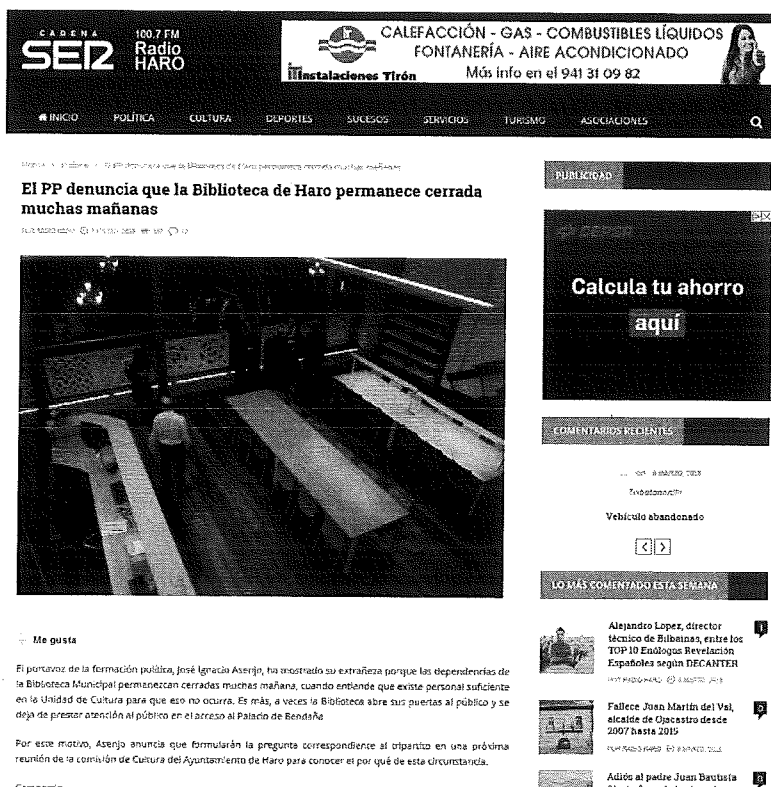 CADENA
SER
100.7 FM
Radio
HARO
CALEFACCIÓN - GAS - COMBUSTIBLES LÍQUIDOS
FONTANERÍA - AIRE ACONDICIONADO
Instalaciones Tirón
Más info en el 941 31 09 82
INICIO POLÍTICA CULTURA DEPORTES SUCESOS SERVICIOS TURISMO ASOCIACIONES
El PP denuncia que la Biblioteca de Haro permanece cerrada
muchas mañanas
Me gusta
El portavoz de la formación política, José Ignacio Asenjo, ha mostrado su extrañeza porque las dependencias de
la Biblioteca Municipal permanezcan cerradas muchas mañana, cuando entiende que existe personal suficiente
en la Unidad de Cultura para que eso no ocurra. Es más, a veces la Biblioteca abre sus puertas al público y se
deja de prestar atención al público en el acceso al Palacio de Bendaña
Por este motivo, Asenjo anuncia que formularán la pregunta correspondiente al tripartito en una próxima
reunión de la comisión de Cultura del Ayuntamiento de Haro para conocer el por qué de esta circunstancia.
PUBLICIDAD
Calcula tu ahorro
aquí
COMENTARIOS RECIENTES
Vehículo abandonado
LO MÁS COMENTADO ESTA SEMANA
Alejandro López, director
técnico de Bilbaínas, entre los
TOP 10 Enólogos Revelación
Españoles según DECANTER
Fallece Juan Martín del Val,
alcalde de Ojacastro desde
2007 hasta 2015
Adiós al padre Juan Bautista